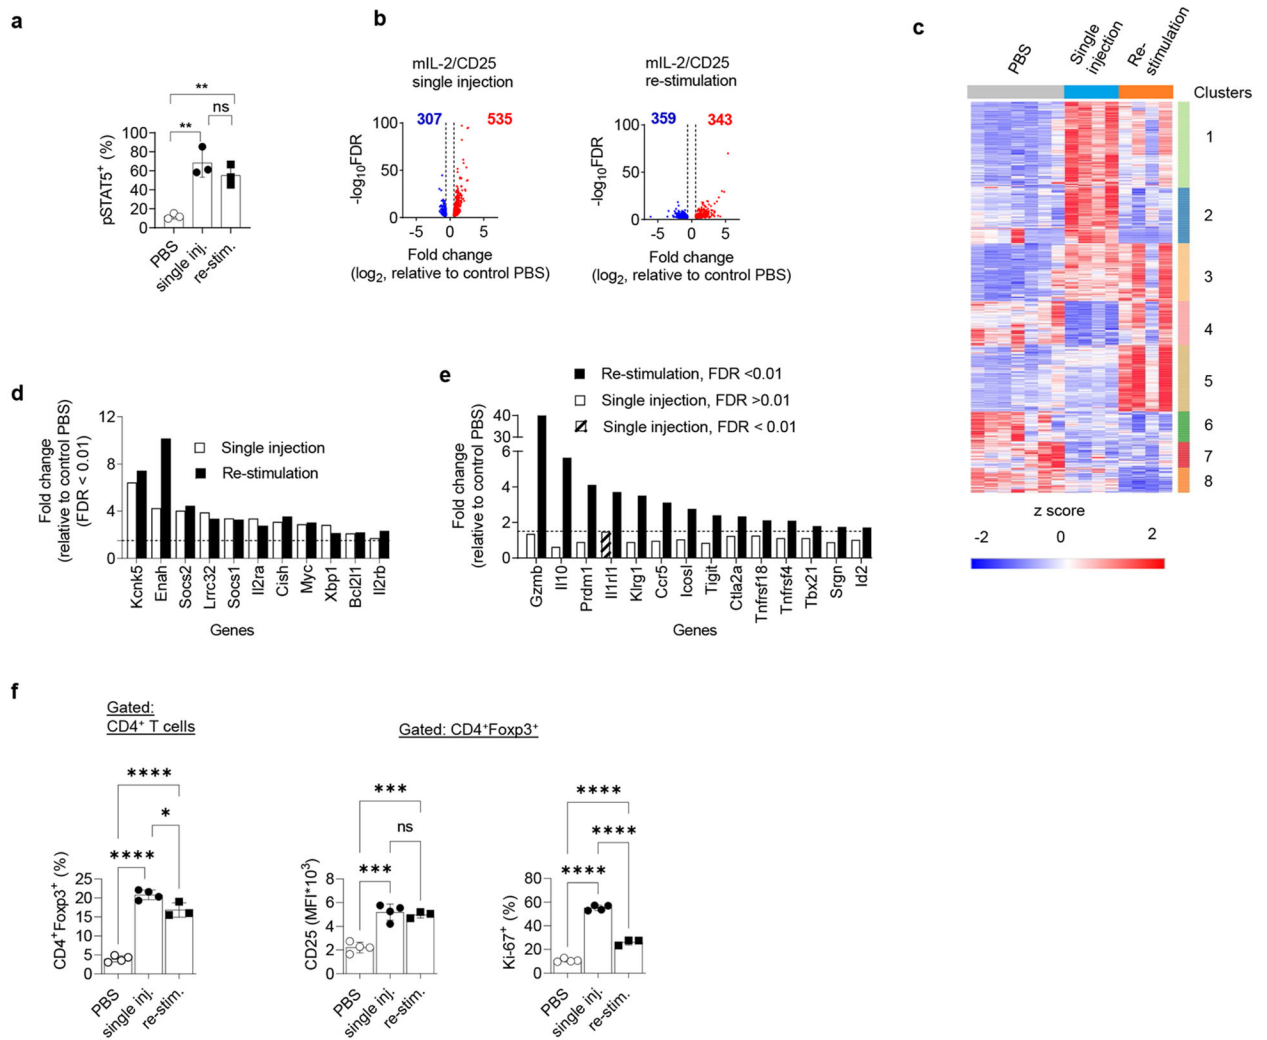 a
**
ns
**
pSTAT5⁺ (%)
100
80
60
40
20
0
PBS
single inj.
re-stim.
b
mIL-2/CD25
single injection
307
535
-log₁₀FDR
100
50
0
-5
0
5
Fold change
(log₂, relative to control PBS)
mIL-2/CD25
re-stimulation
359
343
-log₁₀FDR
100
50
0
-5
0
5
Fold change
(log₂, relative to control PBS)
c
PBS
Single
injection
Re-
stimulation
Clusters
1
2
3
4
5
6
7
8
z score
-2
0
2
d
Fold change
(relative to control PBS)
(FDR < 0.01)
12
8
4
0
Single injection
Re-stimulation
Kcnk5
Enah
Socs2
Lrrc32
Socs1
Il2ra
Cish
Myc
Xbp1
Bcl2l1
Il2rb
Genes
e
Re-stimulation, FDR <0.01
Single injection, FDR >0.01
Single injection, FDR < 0.01
Fold change
(relative to control PBS)
40
30
6
4
2
0
Gzmb
Il10
Prdm1
Il1rl1
Klrg1
Ccr5
Icosl
Tigit
Ctla2a
Tnfrsf18
Tnfrsf4
Tbx21
Srgn
Id2
Genes
f
Gated:
CD4⁺ T cells
****
*
****
CD4⁺Foxp3⁺ (%)
25
20
15
10
5
0
PBS
single inj.
re-stim.
Gated: CD4⁺Foxp3⁺
***
ns
***
CD25 (MFI*10³)
8
6
4
2
0
PBS
single inj.
re-stim.
****
****
****
Ki-67⁺ (%)
80
60
40
20
0
PBS
single inj.
re-stim.